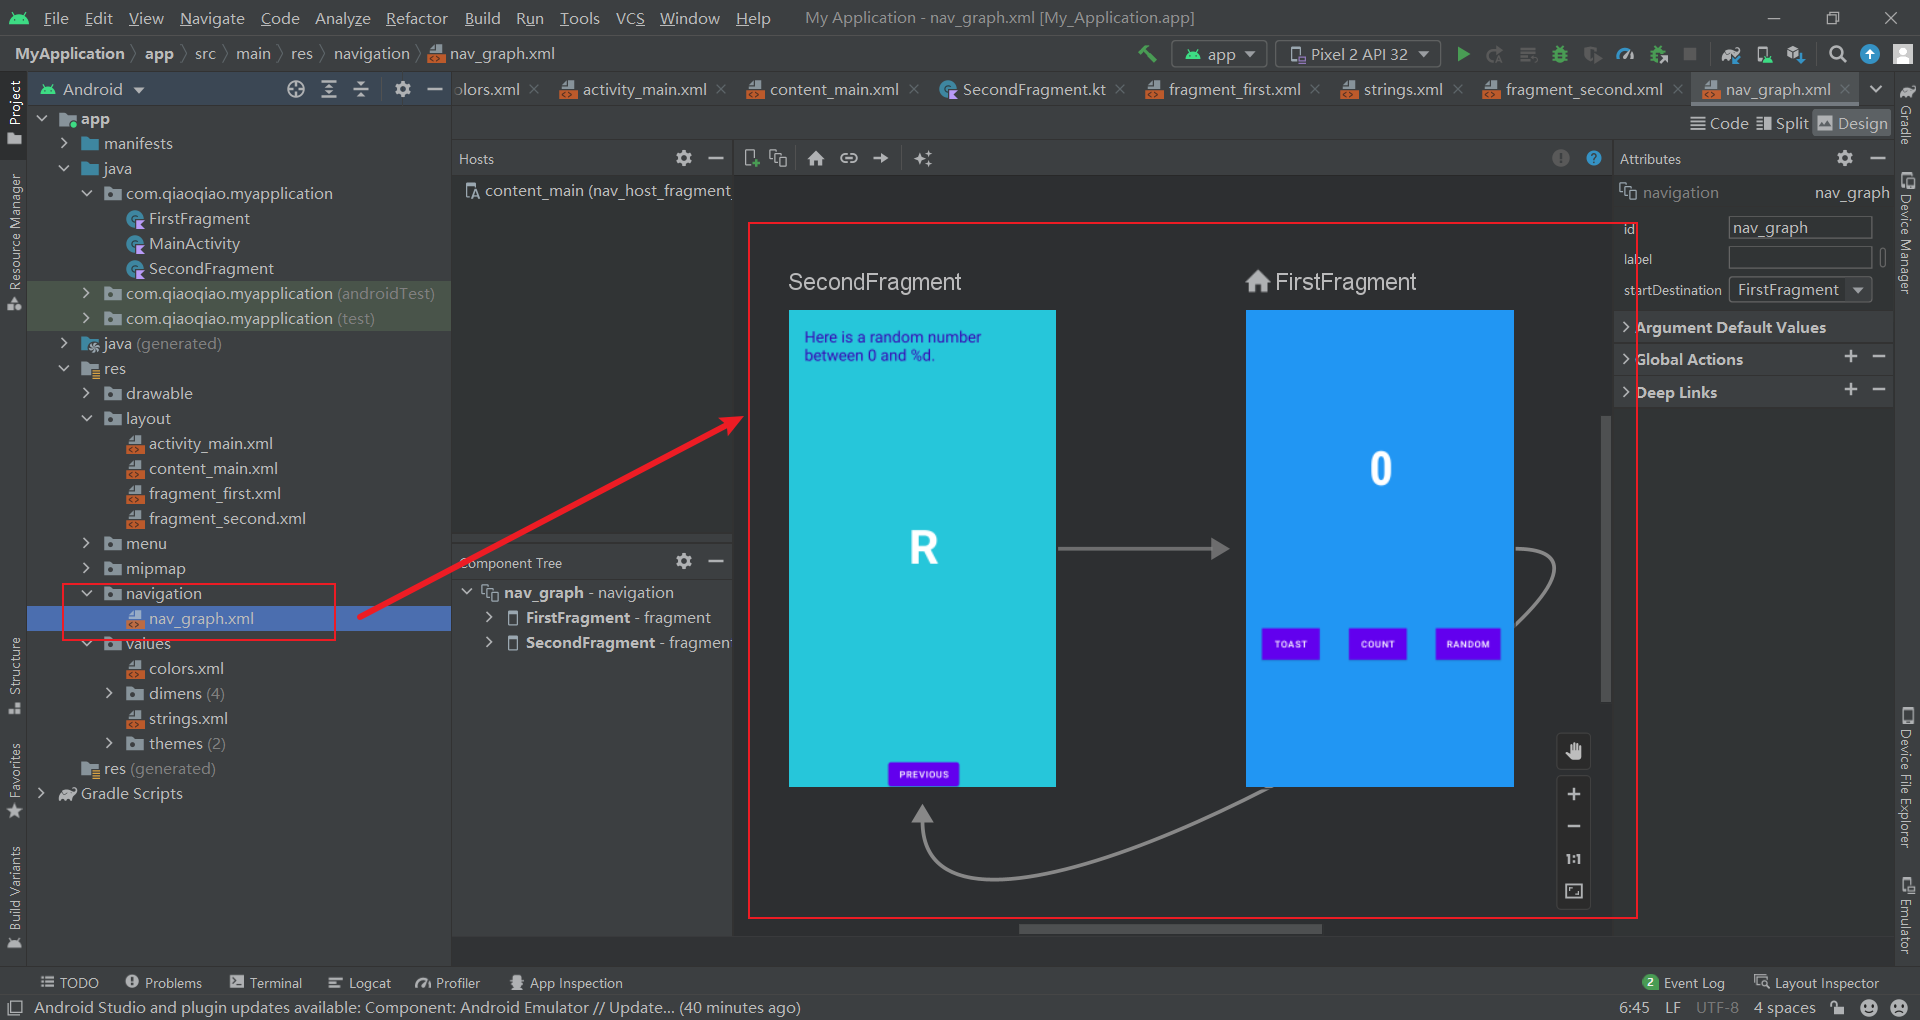 File Edit View Navigate Code Analyze Refactor Build Run Tools VCS Window Help My Application - nav_graph.xml [My_Application.app]
MyApplication app src main res navigation nav_graph.xml
app Pixel 2 API 32
Android
olors.xml activity_main.xml content_main.xml SecondFragment.kt fragment_first.xml strings.xml fragment_second.xml nav_graph.xml
Code Split Design
Project
Resource Manager
Structure
Favorites
Build Variants
app
manifests
java
com.qiaoqiao.myapplication
FirstFragment
MainActivity
SecondFragment
com.qiaoqiao.myapplication (androidTest)
com.qiaoqiao.myapplication (test)
java (generated)
res
drawable
layout
activity_main.xml
content_main.xml
fragment_first.xml
fragment_second.xml
menu
mipmap
navigation
nav_graph.xml
values
colors.xml
dimens (4)
strings.xml
themes (2)
res (generated)
Gradle Scripts
Hosts
content_main (nav_host_fragment
Component Tree
nav_graph - navigation
FirstFragment - fragment
SecondFragment - fragmen
SecondFragment
Here is a random number
between 0 and %d.
R
PREVIOUS
FirstFragment
0
TOAST COUNT RANDOM
1:1
Attributes
navigation nav_graph
id nav_graph
label
startDestination FirstFragment
Argument Default Values
Global Actions
Deep Links
Gradle
Device Manager
Device File Explorer
Emulator
TODO Problems Terminal Logcat Profiler App Inspection 2 Event Log Layout Inspector
Android Studio and plugin updates available: Component: Android Emulator // Update... (40 minutes ago) 6:45 LF UTF-8 4 spaces